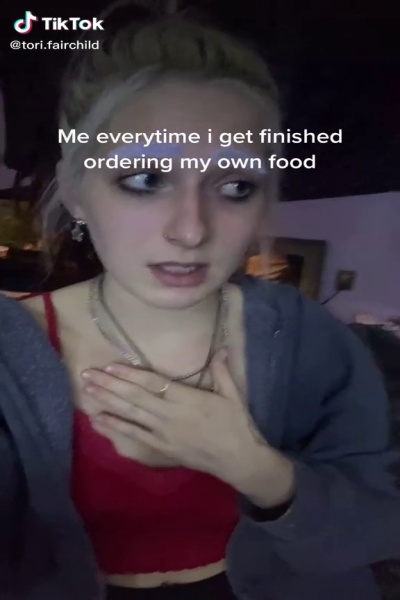 TikTok
@tori.fairchild
Me everytime i get finished
ordering my own food